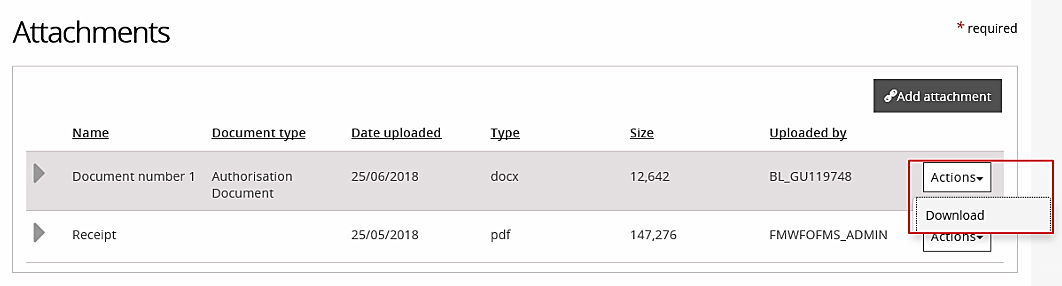 Attachments
* required
Add attachment
Name Document type Date uploaded Type Size Uploaded by
Document number 1 Authorisation 25/06/2018 docx 12,642 BL_GU119748 Actions
Document
Download
Receipt 25/05/2018 pdf 147,276 FMWFOFMS_ADMIN Actions